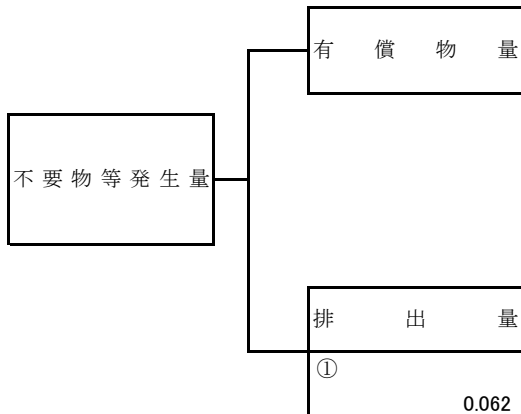 有償物量
不要物等発生量
排出量
①
0.062